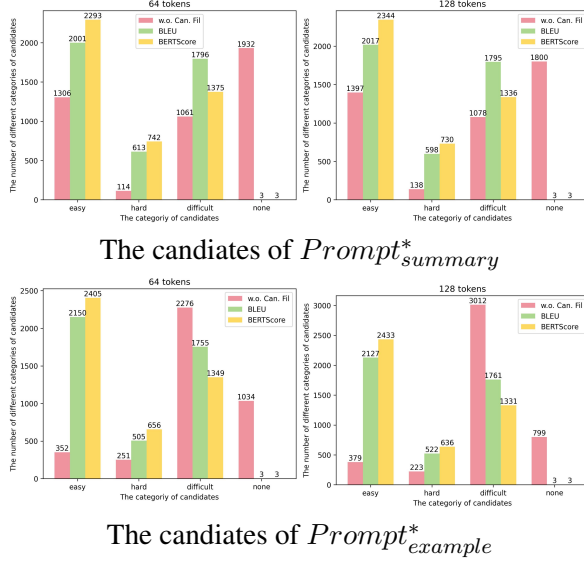 64 tokens
The number of different categories of candidates
2000
1500
1000
500
0
1306
2001
2293
114
613
742
1061
1796
1375
1932
3
3
w.o. Can. Fil
BLEU
BERTScore
easy
hard
difficult
none
The categoriy of candidates
128 tokens
The number of different categories of candidates
2000
1500
1000
500
0
1397
2017
2344
138
598
730
1078
1795
1336
1800
3
3
w.o. Can. Fil
BLEU
BERTScore
easy
hard
difficult
none
The categoriy of candidates
The candiates of Prompt*summary
64 tokens
The number of different categories of candidates
2500
2000
1500
1000
500
0
352
2150
2405
251
505
656
2276
1755
1349
1034
3
3
w.o. Can. Fil
BLEU
BERTScore
easy
hard
difficult
none
The categoriy of candidates
128 tokens
The number of different categories of candidates
3000
2500
2000
1500
1000
500
0
379
2127
2433
223
522
636
3012
1761
1331
799
3
3
w.o. Can. Fil
BLEU
BERTScore
easy
hard
difficult
none
The categoriy of candidates
The candiates of Prompt*example